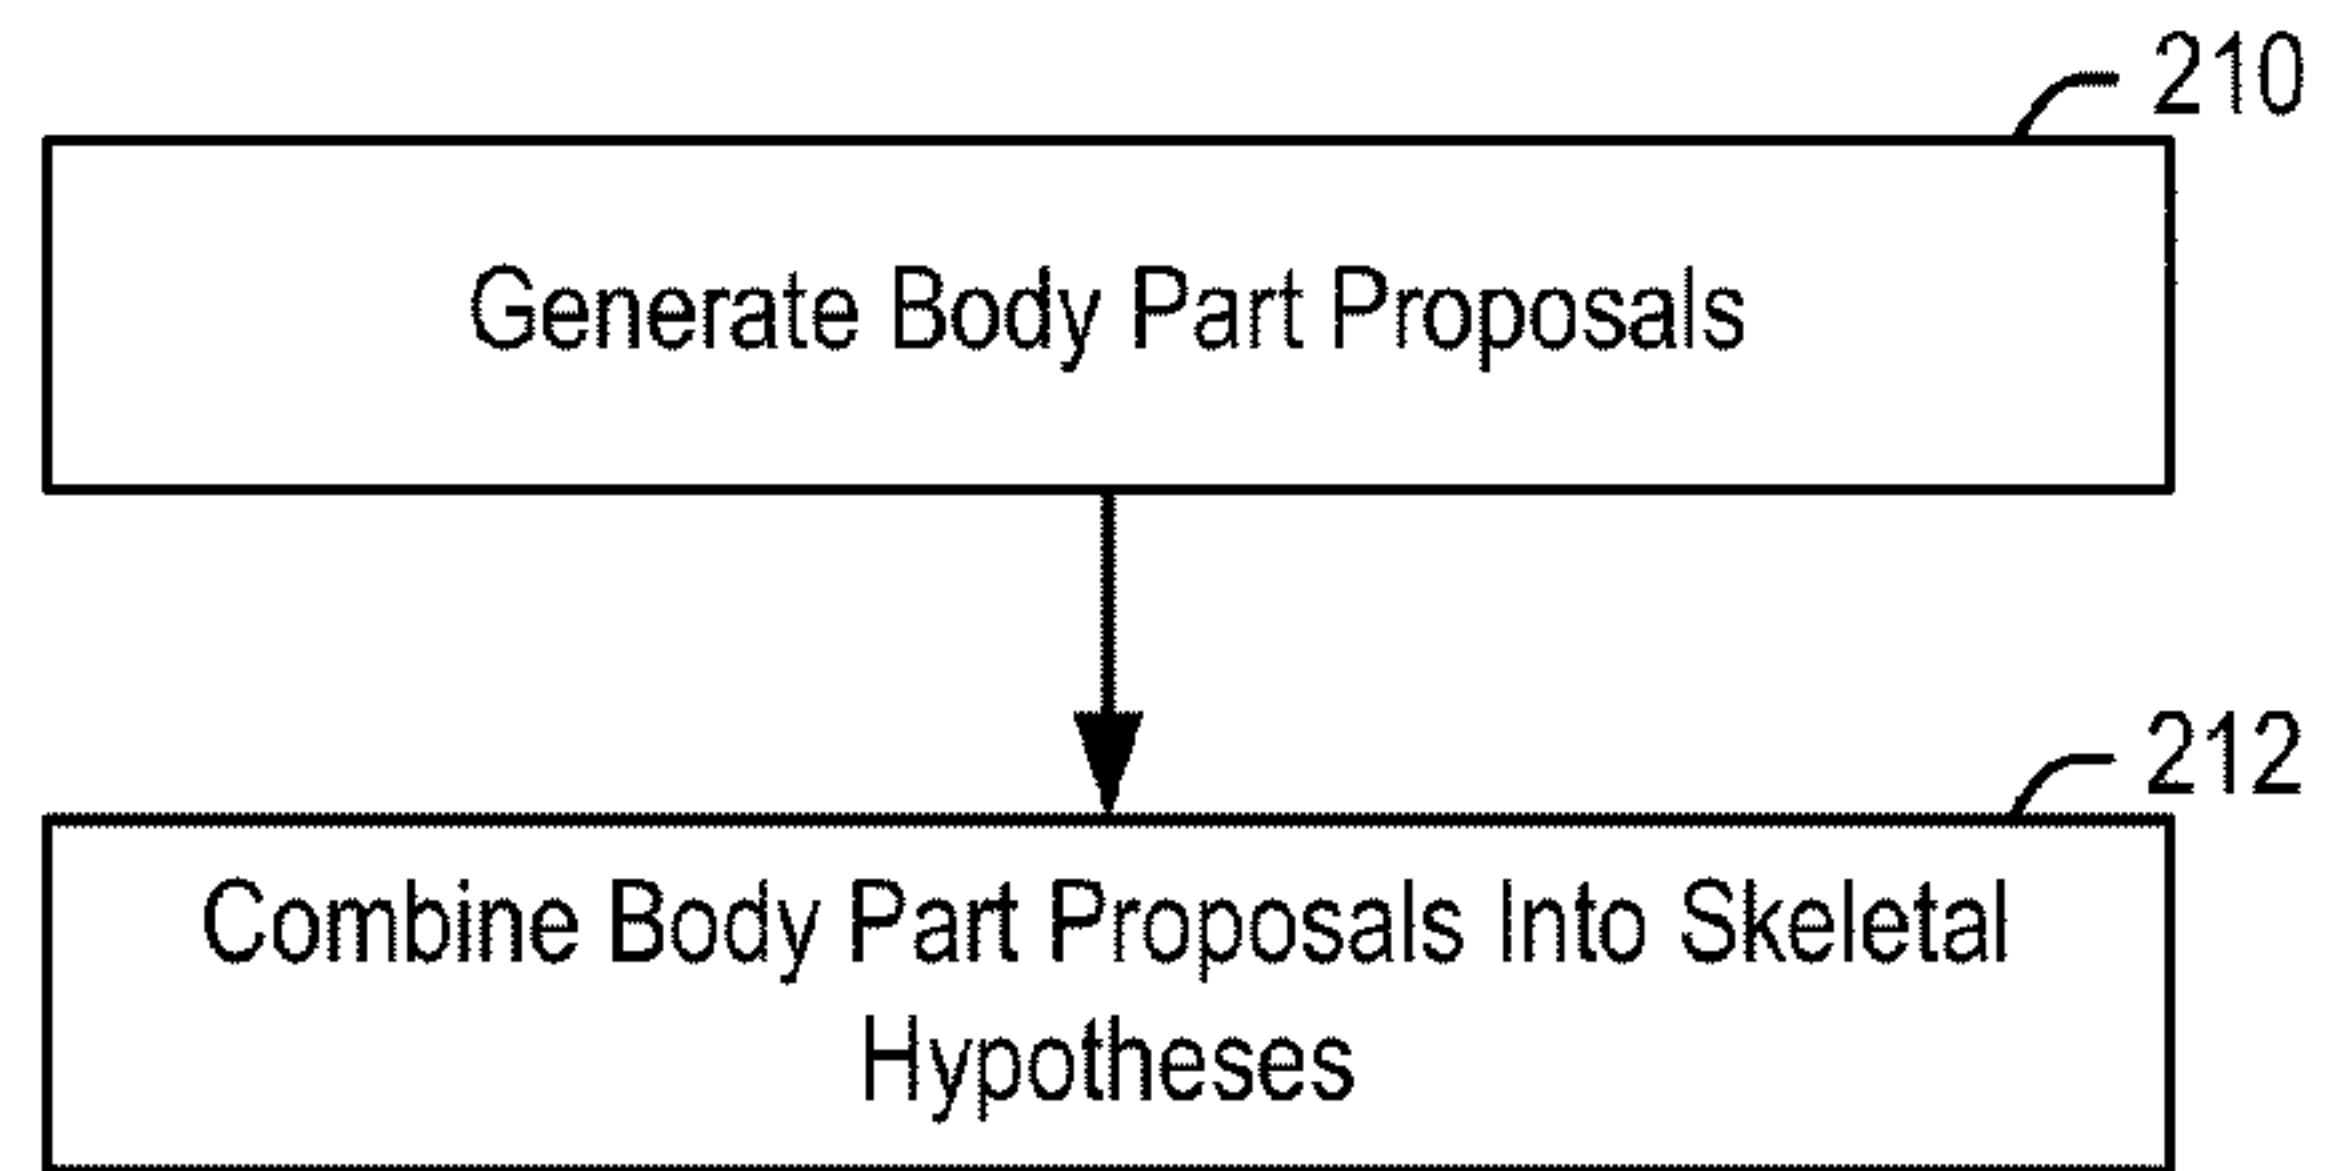 210
Generate Body Part Proposals
212
Combine Body Part Proposals Into Skeletal
Hypotheses